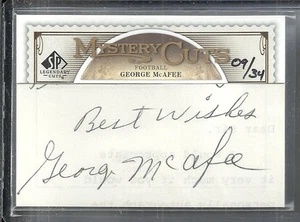 MYSTERY CUTS
SP
LEGENDARY
CUTS
FOOTBALL
GEORGE McAFEE
09/34
Best Wishes
George McAfee